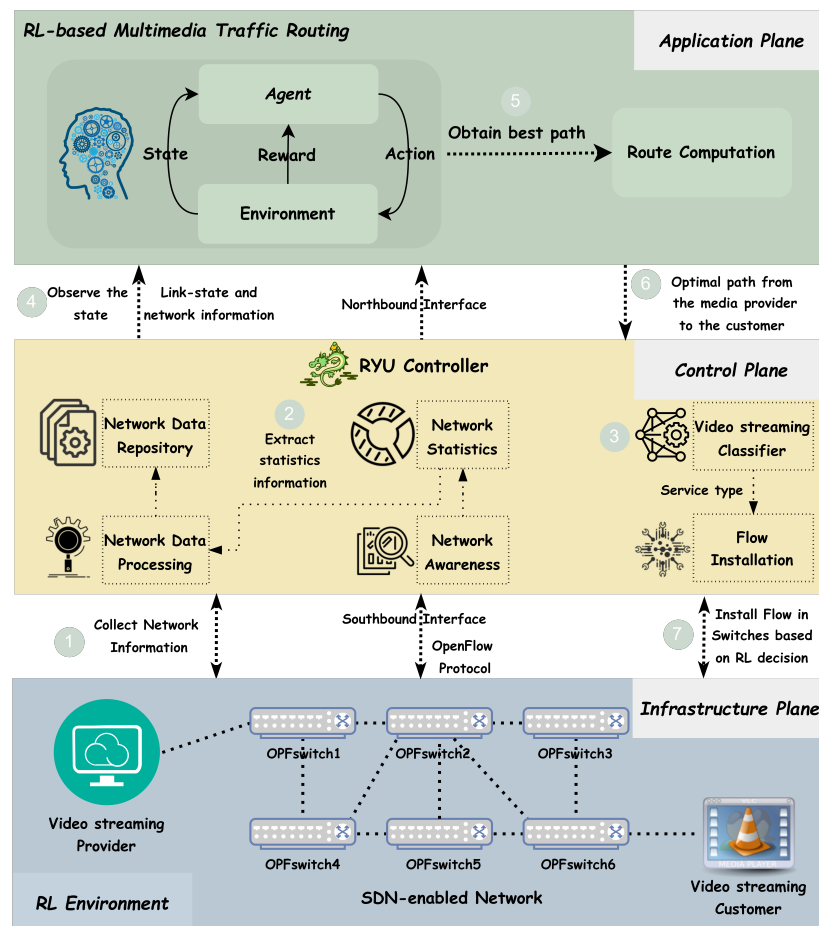 RL-based Multimedia Traffic Routing
Application Plane
Agent
5
Obtain best path
State
Reward
Action
Route Computation
Environment
4
Observe the
state
Link-state and
network information
Northbound Interface
6
Optimal path from
the media provider
to the customer
RYU Controller
Control Plane
Network Data
Repository
2
Extract
statistics
information
Network
Statistics
3
Video streaming
Classifier
Service type
Network Data
Processing
Network
Awareness
Flow
Installation
1
Collect Network
Information
Southbound Interface
OpenFlow
Protocol
7
Install Flow in
Switches based
on RL decision
Infrastructure Plane
OPFswitch1
OPFswitch2
OPFswitch3
Video streaming
Provider
OPFswitch4
OPFswitch5
OPFswitch6
MEDIA PLAYER
Video streaming
Customer
SDN-enabled Network
RL Environment